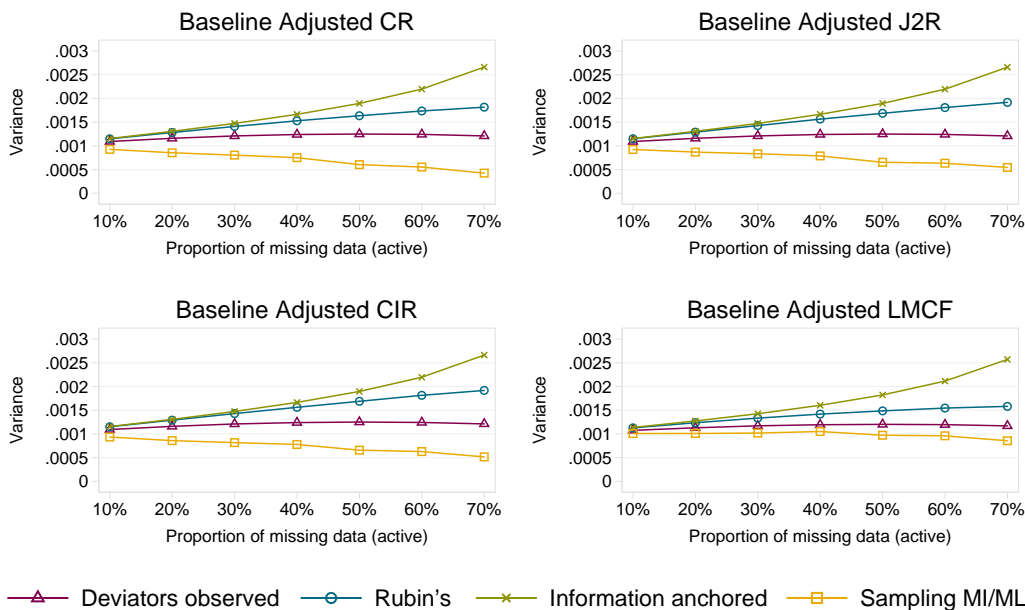 Baseline Adjusted CR
Variance
.003
.0025
.002
.0015
.001
.0005
0
10% 20% 30% 40% 50% 60% 70%
Proportion of missing data (active)
Baseline Adjusted J2R
Variance
.003
.0025
.002
.0015
.001
.0005
0
10% 20% 30% 40% 50% 60% 70%
Proportion of missing data (active)
Baseline Adjusted CIR
Variance
.003
.0025
.002
.0015
.001
.0005
0
10% 20% 30% 40% 50% 60% 70%
Proportion of missing data (active)
Baseline Adjusted LMCF
Variance
.003
.0025
.002
.0015
.001
.0005
0
10% 20% 30% 40% 50% 60% 70%
Proportion of missing data (active)
Deviators observed Rubin's Information anchored Sampling MI/ML